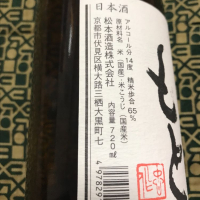 日本酒
アルコール分14度 精米歩合65%
原材料名 米(国産)・米こうじ(国産米)
内容量720ml
松本酒造株式会社
京都市伏見区横大路三栖大黒町七
497829